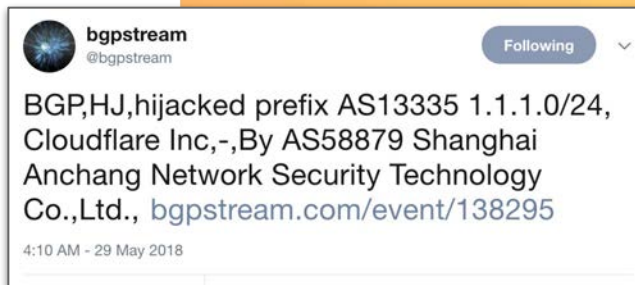 bgpstream
@bgpstream
Following
BGP,HJ,hijacked prefix AS13335 1.1.1.0/24,
Cloudflare Inc,-,By AS58879 Shanghai
Anchang Network Security Technology
Co.,Ltd., bgpstream.com/event/138295
4:10 AM - 29 May 2018